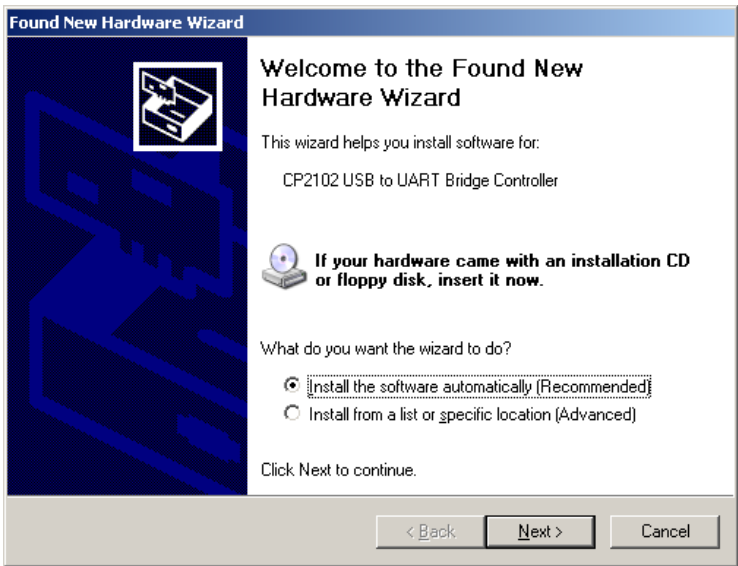 Found New Hardware Wizard
Welcome to the Found New
Hardware Wizard
This wizard helps you install software for:
CP2102 USB to UART Bridge Controller
If your hardware came with an installation CD
or floppy disk, insert it now.
What do you want the wizard to do?
Install the software automatically (Recommended)
Install from a list or specific location (Advanced)
Click Next to continue.
< Back
Next >
Cancel